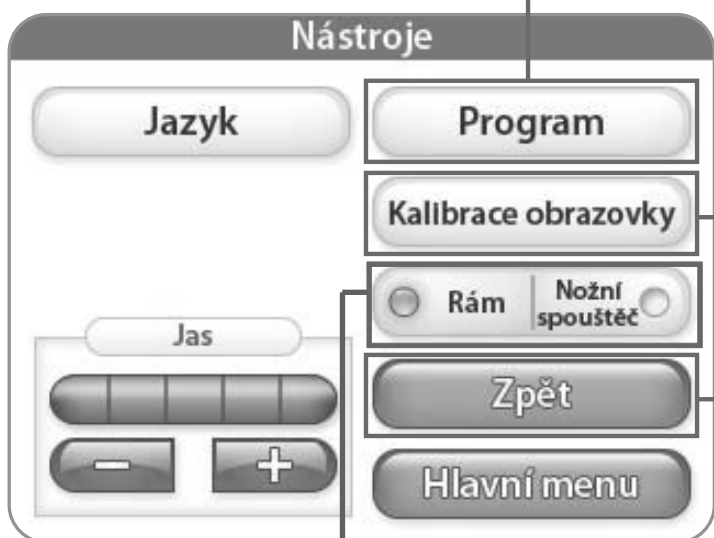 Nástroje
Jazyk
Program
Kalibrace obrazovky
Rám
Nožní
spouštěč
Jas
Zpět
− +
Hlavní menu